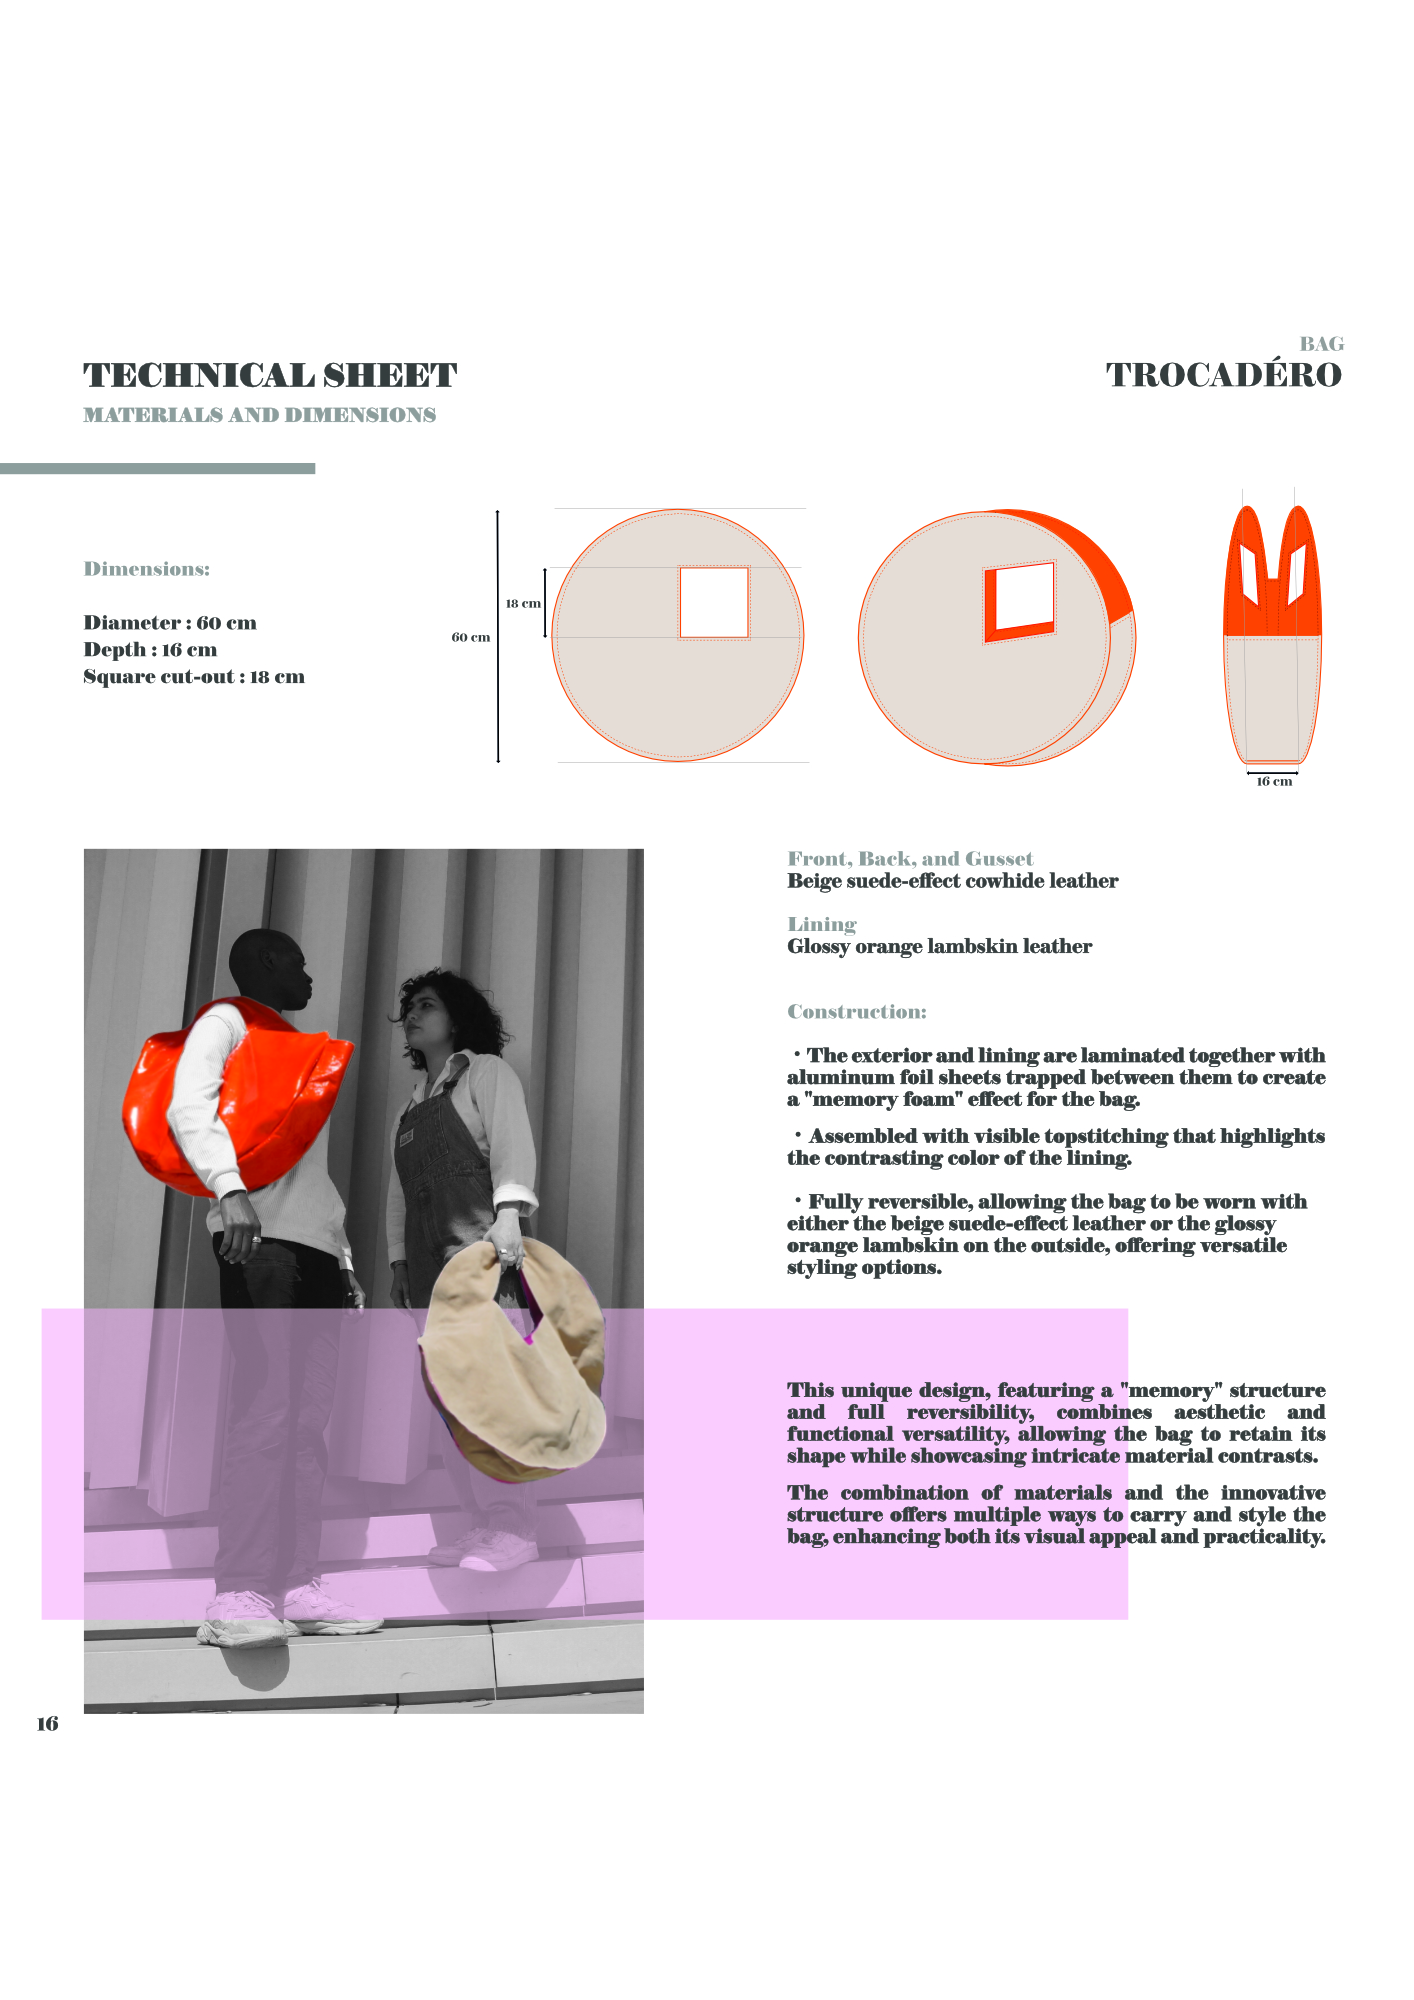 BAG
TECHNICAL SHEET
TROCADÉRO
MATERIALS AND DIMENSIONS
Dimensions:
Diameter : 60 cm
Depth : 16 cm
Square cut-out : 18 cm
18 cm
60 cm
16 cm
Front, Back, and Gusset
Beige suede-effect cowhide leather
Lining
Glossy orange lambskin leather
Construction:
· The exterior and lining are laminated together with
aluminum foil sheets trapped between them to create
a "memory foam" effect for the bag.
· Assembled with visible topstitching that highlights
the contrasting color of the lining.
· Fully reversible, allowing the bag to be worn with
either the beige suede-effect leather or the glossy
orange lambskin on the outside, offering versatile
styling options.
This unique design, featuring a "memory" structure
and full reversibility, combines aesthetic and
functional versatility, allowing the bag to retain its
shape while showcasing intricate material contrasts.
The combination of materials and the innovative
structure offers multiple ways to carry and style the
bag, enhancing both its visual appeal and practicality.
16